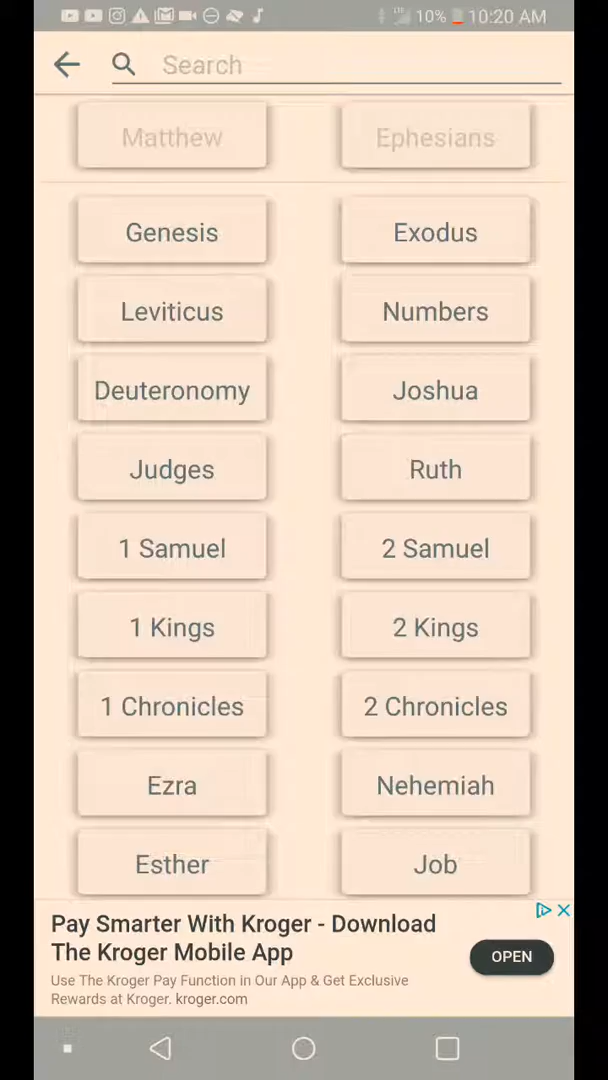 LTE 10% 10:20 AM
Search
Matthew Ephesians
Genesis Exodus
Leviticus Numbers
Deuteronomy Joshua
Judges Ruth
1 Samuel 2 Samuel
1 Kings 2 Kings
1 Chronicles 2 Chronicles
Ezra Nehemiah
Esther Job
Pay Smarter With Kroger - Download
The Kroger Mobile App
OPEN
Use The Kroger Pay Function in Our App & Get Exclusive
Rewards at Kroger. kroger.com